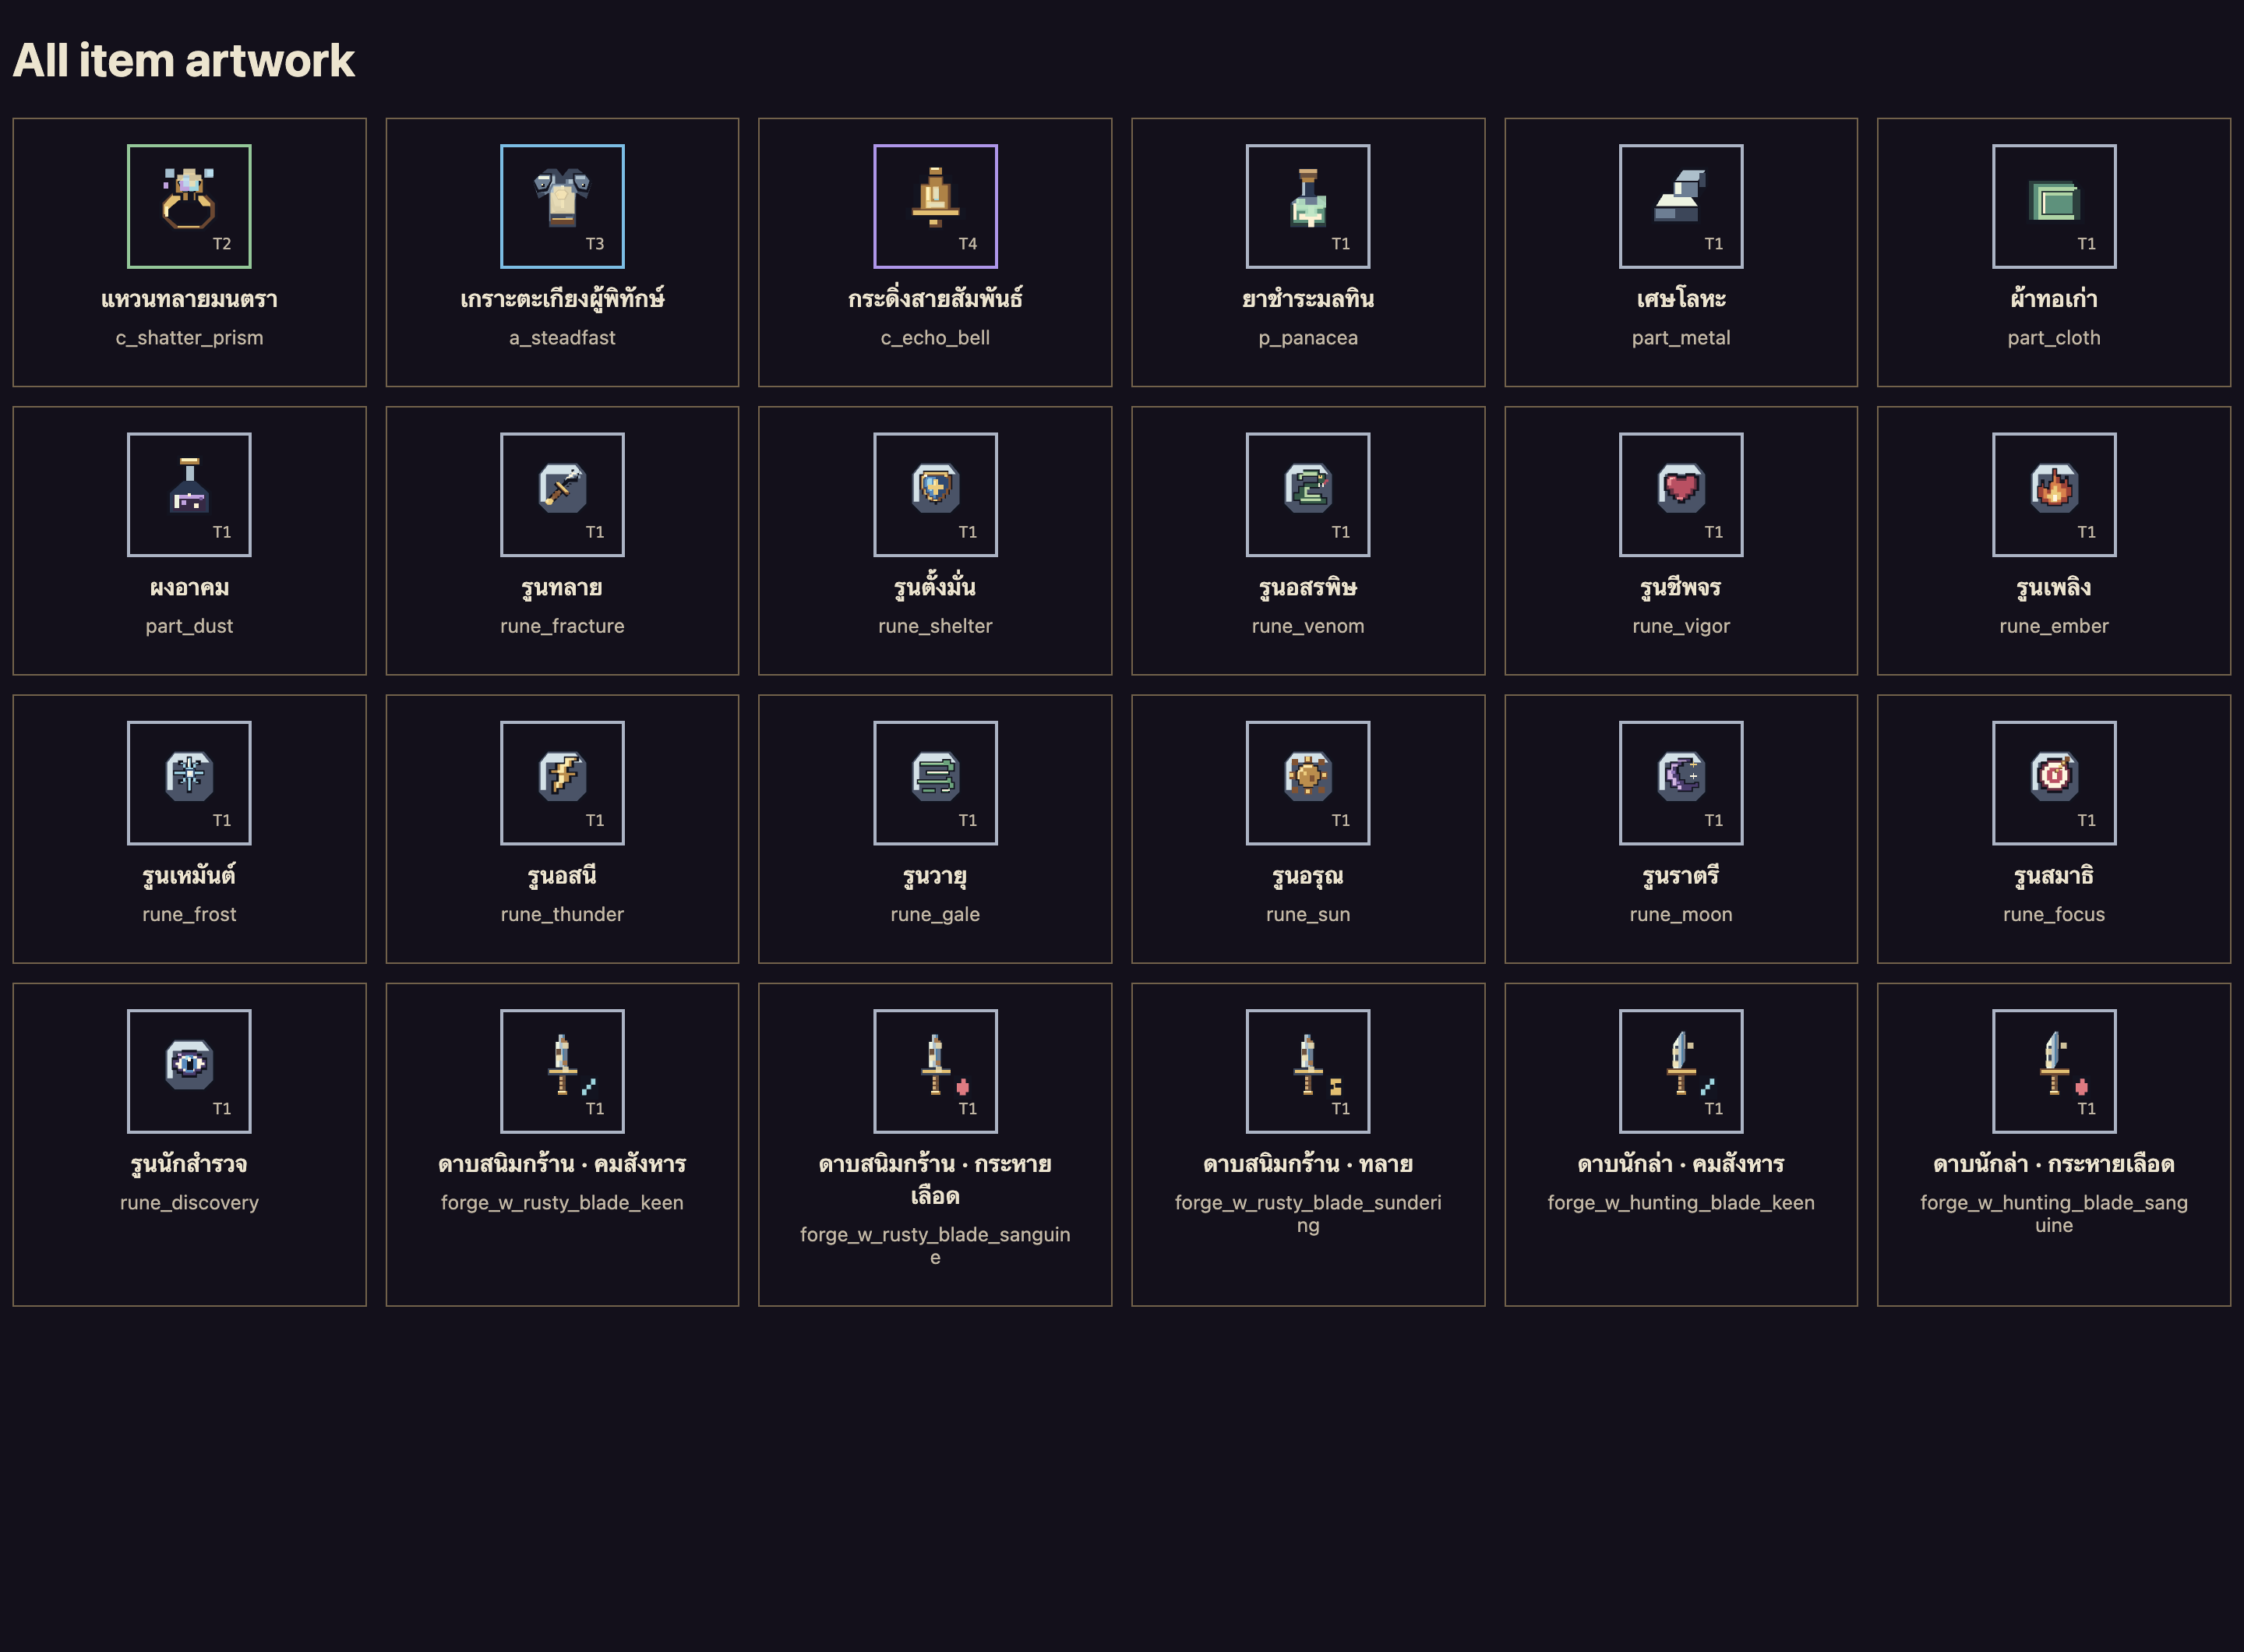 All item artwork
T2
แหวนทลายมนตรา
c_shatter_prism
T3
เกราะตะเกียงผู้พิทักษ์
a_steadfast
T4
กระดิ่งสายสัมพันธ์
c_echo_bell
T1
ยาชำระมลทิน
p_panacea
T1
เศษโลหะ
part_metal
T1
ผ้าทอเก่า
part_cloth
T1
ผงอาคม
part_dust
T1
รูนทลาย
rune_fracture
T1
รูนตั้งมั่น
rune_shelter
T1
รูนอสรพิษ
rune_venom
T1
รูนชีพจร
rune_vigor
T1
รูนเพลิง
rune_ember
T1
รูนเหมันต์
rune_frost
T1
รูนอสนี
rune_thunder
T1
รูนวายุ
rune_gale
T1
รูนอรุณ
rune_sun
T1
รูนราตรี
rune_moon
T1
รูนสมาธิ
rune_focus
T1
รูนนักสำรวจ
rune_discovery
T1
ดาบสนิมกร้าน · คมสังหาร
forge_w_rusty_blade_keen
T1
ดาบสนิมกร้าน · กระหาย
เลือด
forge_w_rusty_blade_sanguin
e
T1
ดาบสนิมกร้าน · ทลาย
forge_w_rusty_blade_sunderi
ng
T1
ดาบนักล่า · คมสังหาร
forge_w_hunting_blade_keen
T1
ดาบนักล่า · กระหายเลือด
forge_w_hunting_blade_sang
uine